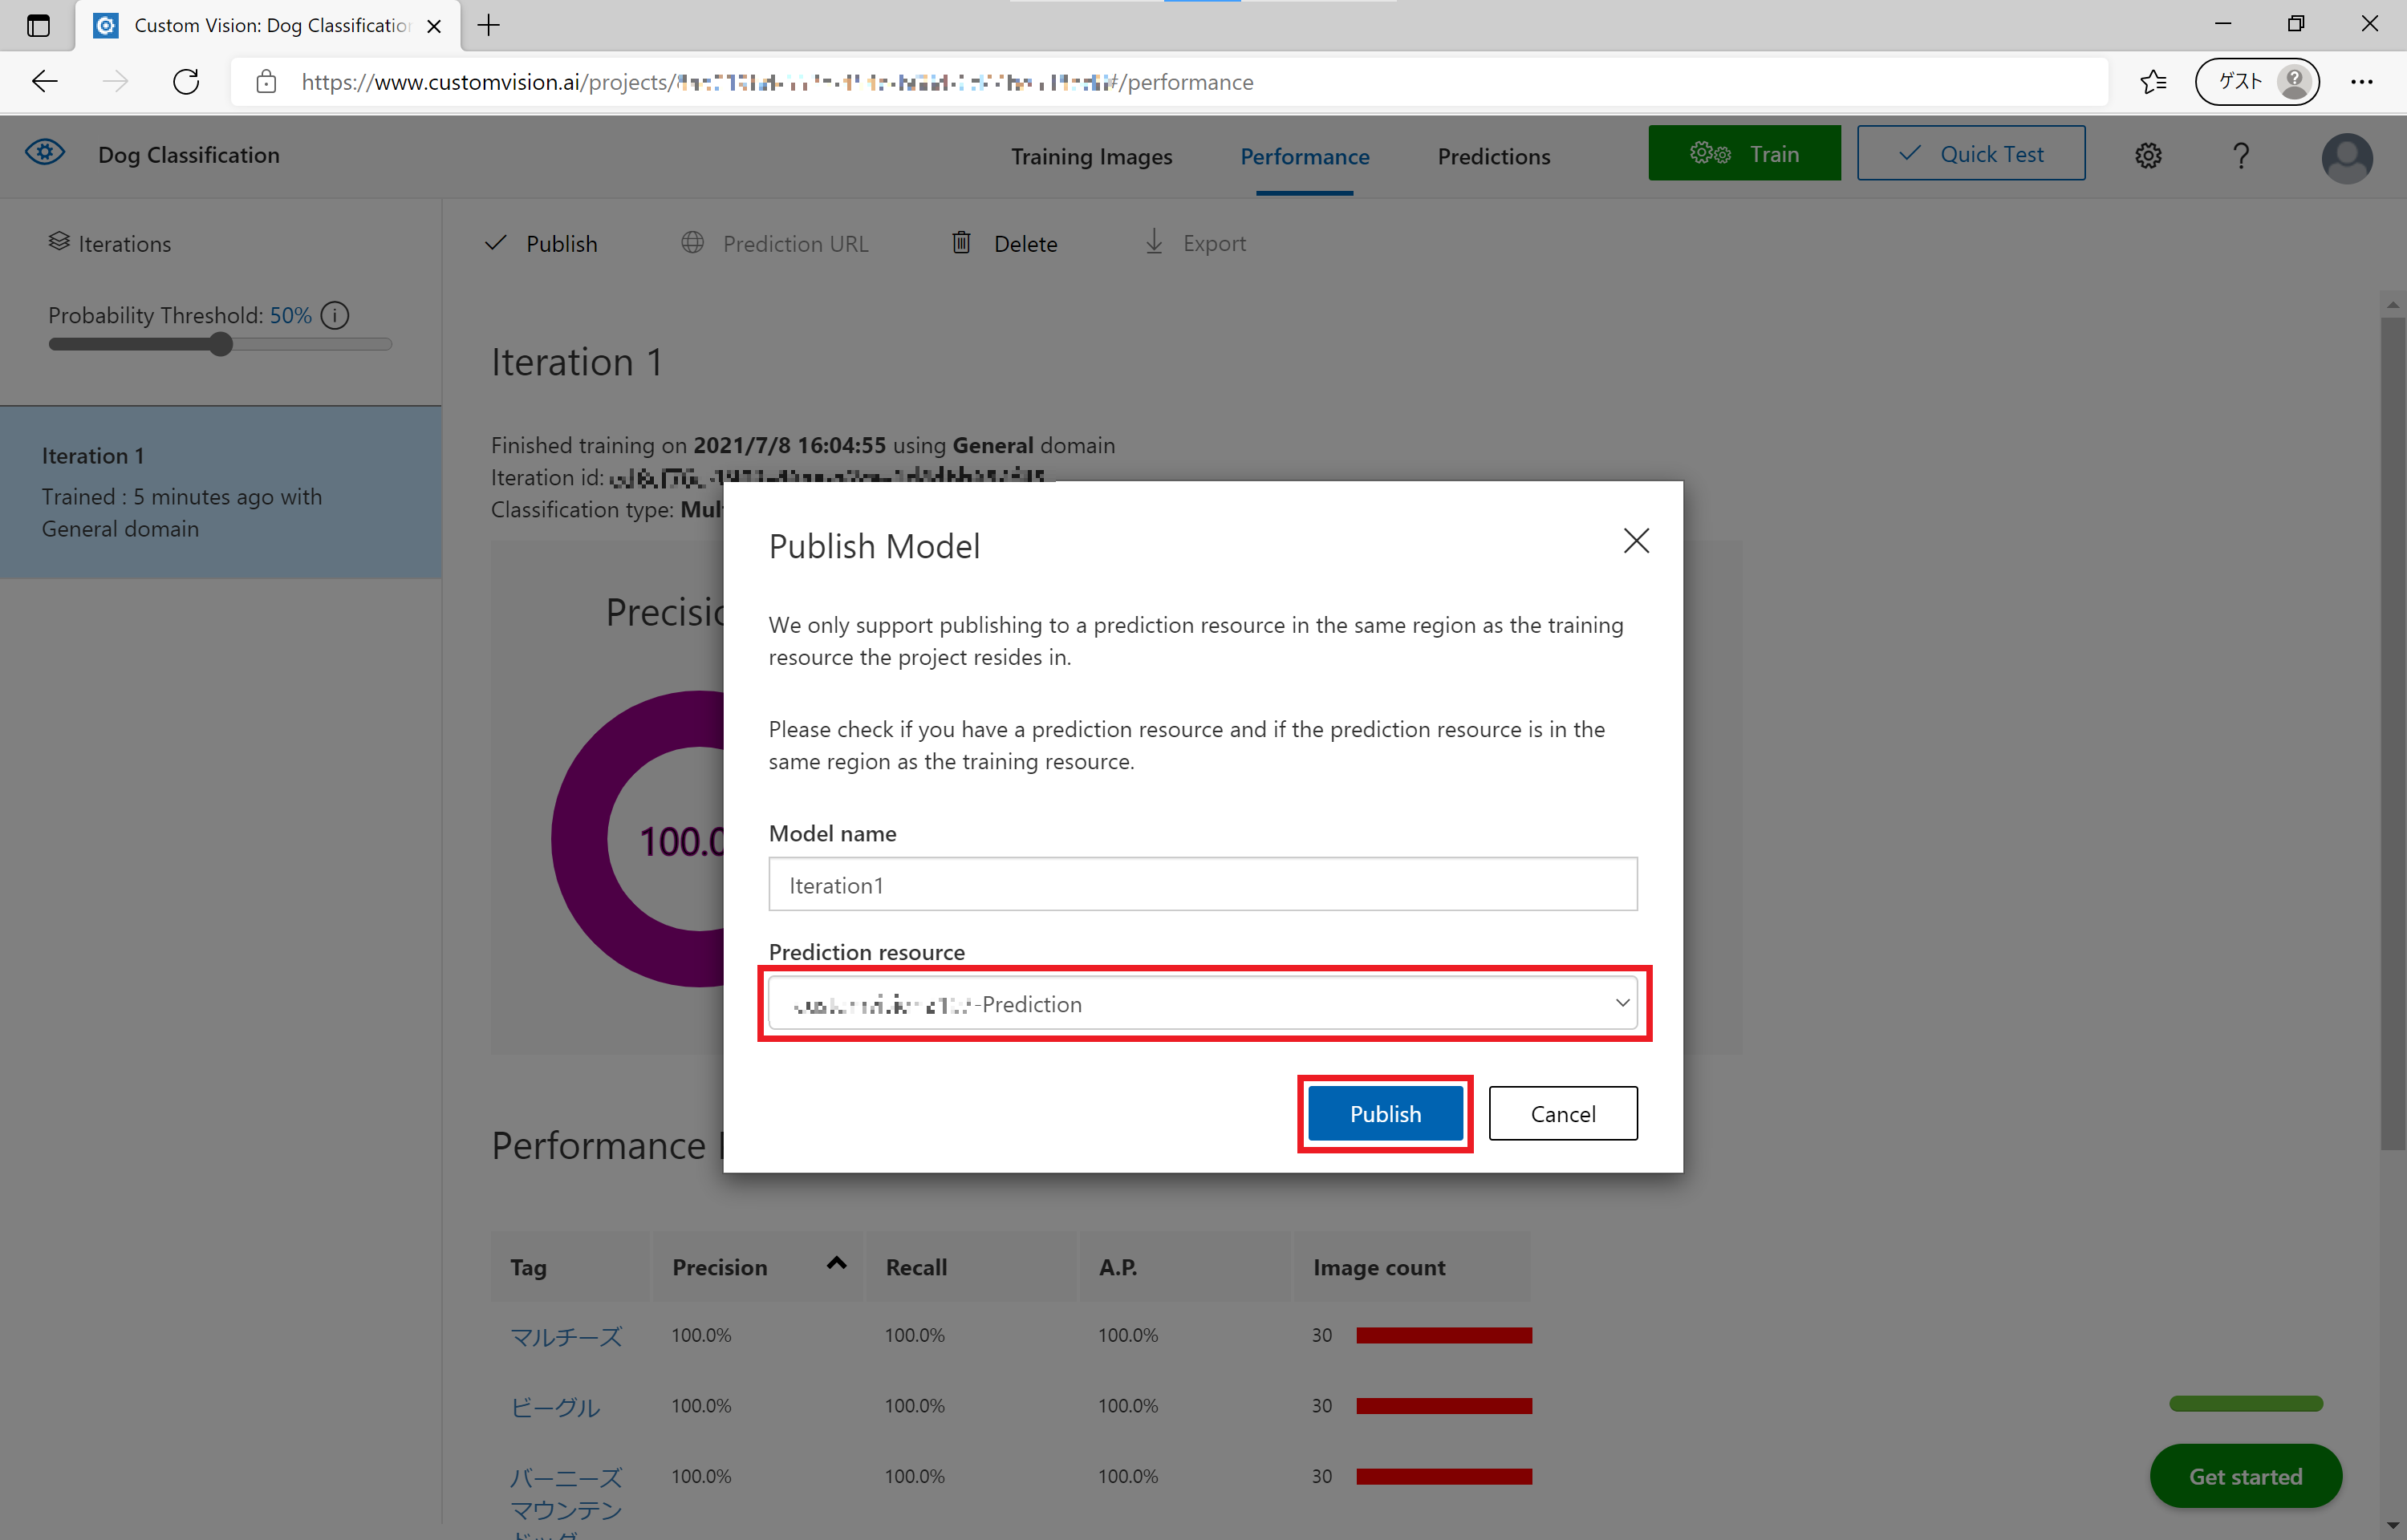 Custom Vision: Dog Classification
https://www.customvision.ai/projects/ #/performance
ゲスト
Dog Classification
Training Images
Performance
Predictions
Train
Quick Test
Iterations
Publish
Prediction URL
Delete
Export
Probability Threshold: 50%
Iteration 1
Trained : 5 minutes ago with
General domain
Iteration 1
Finished training on 2021/7/8 16:04:55 using General domain
Iteration id:
Classification type:
100.0
Publish Model
We only support publishing to a prediction resource in the same region as the training
resource the project resides in.
Please check if you have a prediction resource and if the prediction resource is in the
same region as the training resource.
Model name
Iteration1
Prediction resource
-Prediction
Publish
Cancel
Performance
Tag Precision Recall A.P. Image count
マルチーズ 100.0% 100.0% 100.0% 30
ビーグル 100.0% 100.0% 100.0% 30
バーニーズ 100.0% 100.0% 100.0% 30
マウンテン
Get started